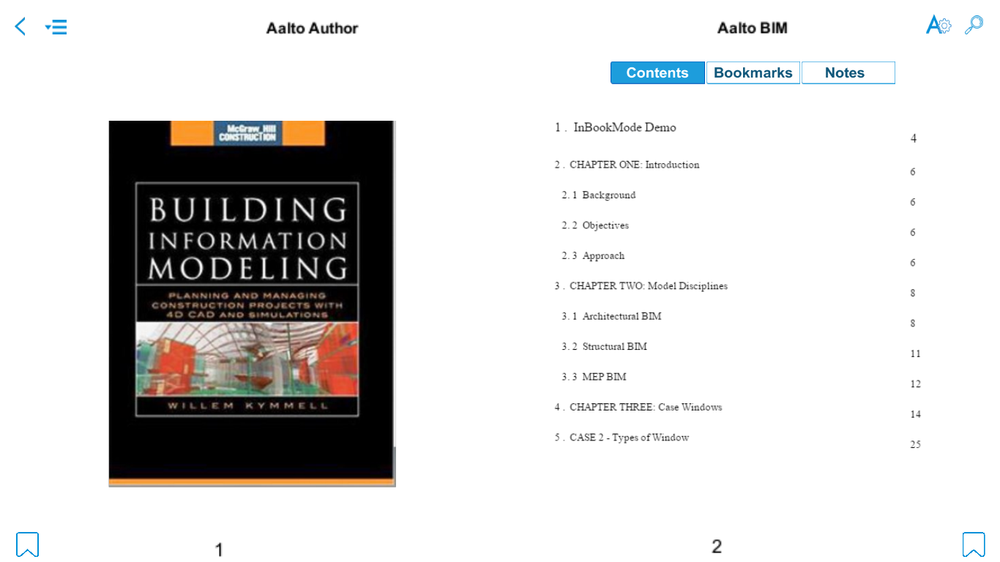 Aalto Author
McGraw Hill
CONSTRUCTION
BUILDING
INFORMATION
MODELING
PLANNING AND MANAGING
CONSTRUCTION PROJECTS WITH
4D CAD AND SIMULATIONS
WILLEM KYMMELL
1
Aalto BIM
Contents Bookmarks Notes
1 . InBookMode Demo 4
2 . CHAPTER ONE: Introduction 6
2. 1 Background 6
2. 2 Objectives 6
2. 3 Approach 6
3 . CHAPTER TWO: Model Disciplines 8
3. 1 Architectural BIM 8
3. 2 Structural BIM 11
3. 3 MEP BIM 12
4 . CHAPTER THREE: Case Windows 14
5 . CASE 2 - Types of Window 25
2